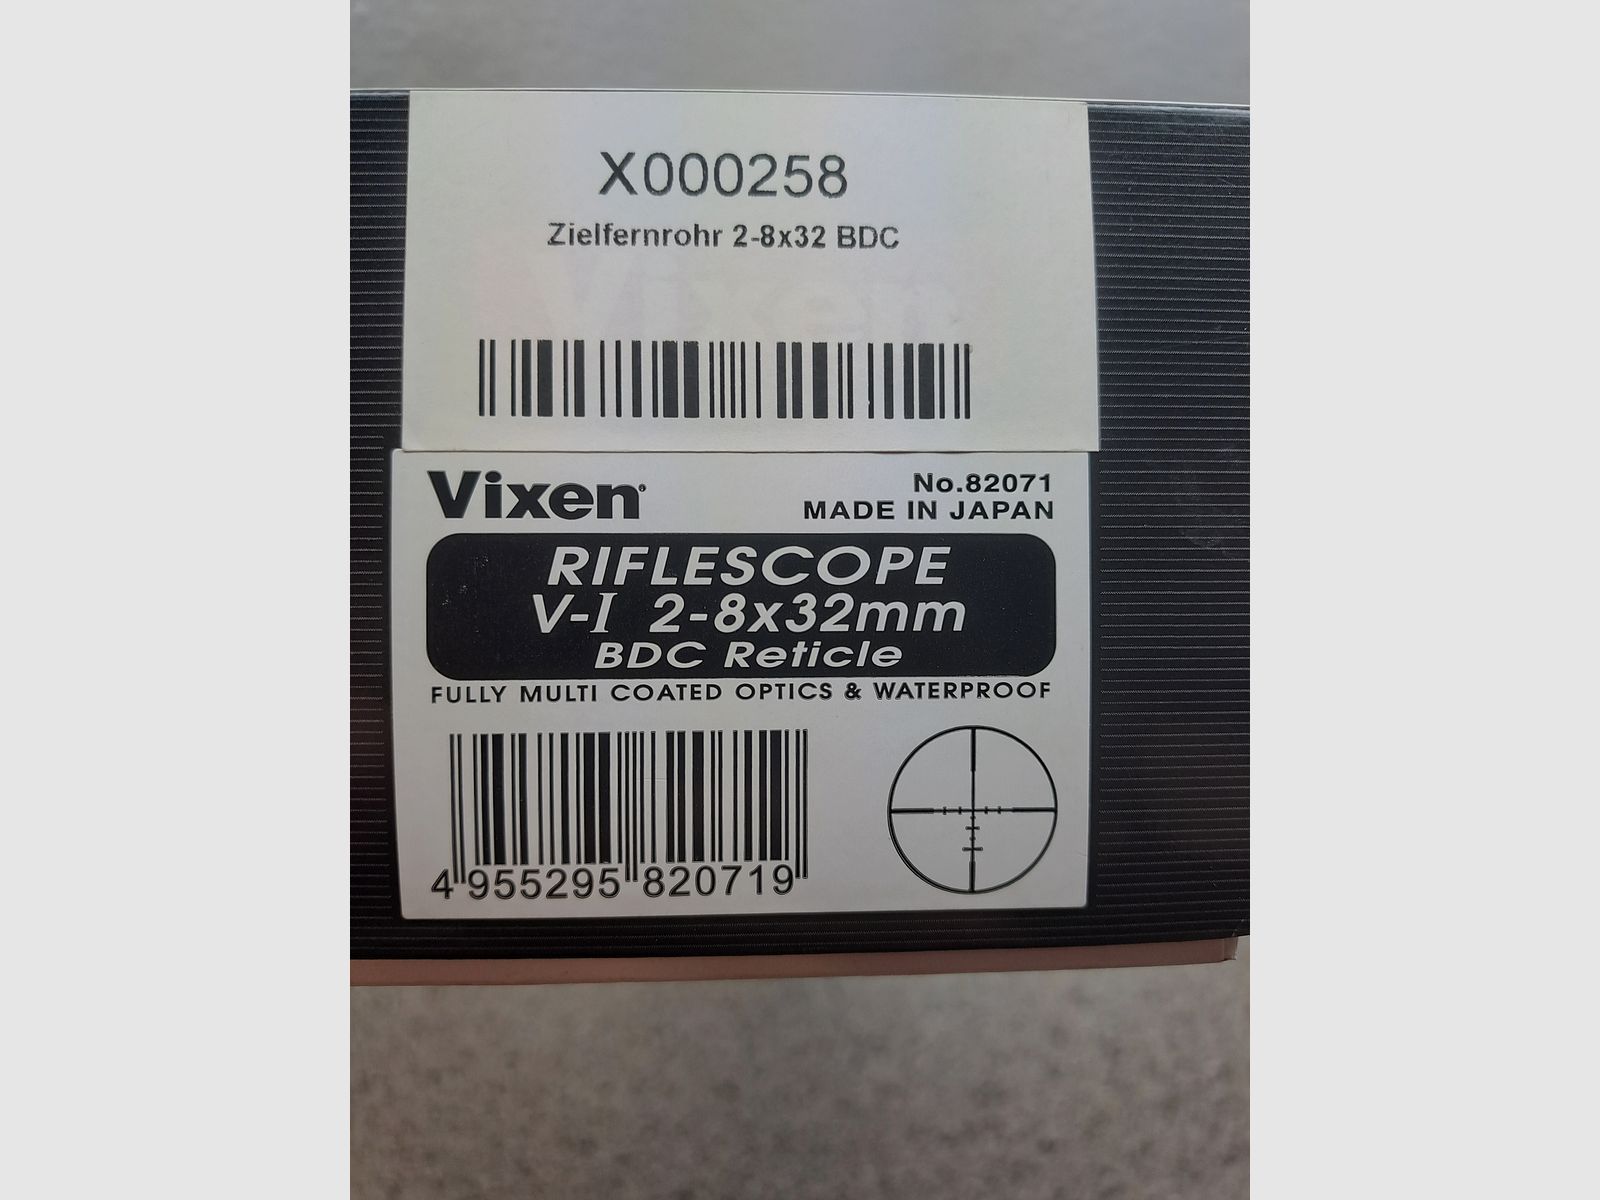 X000258
Zielfernrohr 2-8x32 BDC
Vixen
No.82071
MADE IN JAPAN
RIFLESCOPE
V-I 2-8x32mm
BDC Reticle
FULLY MULTI COATED OPTICS & WATERPROOF
4 955295 820719